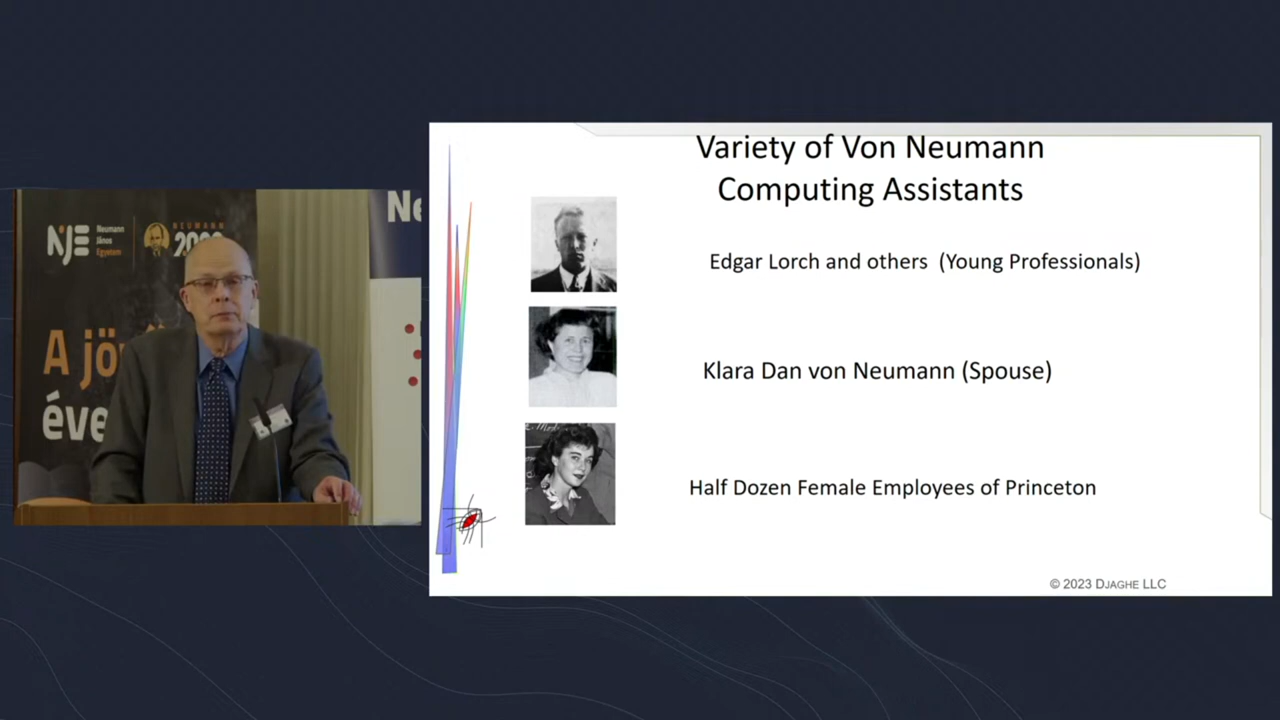 NJE
Neumann
János
Egyetem
NEUMANN
A jö
éve
Ne
Variety of Von Neumann
Computing Assistants
Edgar Lorch and others (Young Professionals)
Klara Dan von Neumann (Spouse)
Half Dozen Female Employees of Princeton
© 2023 DJAGHE LLC